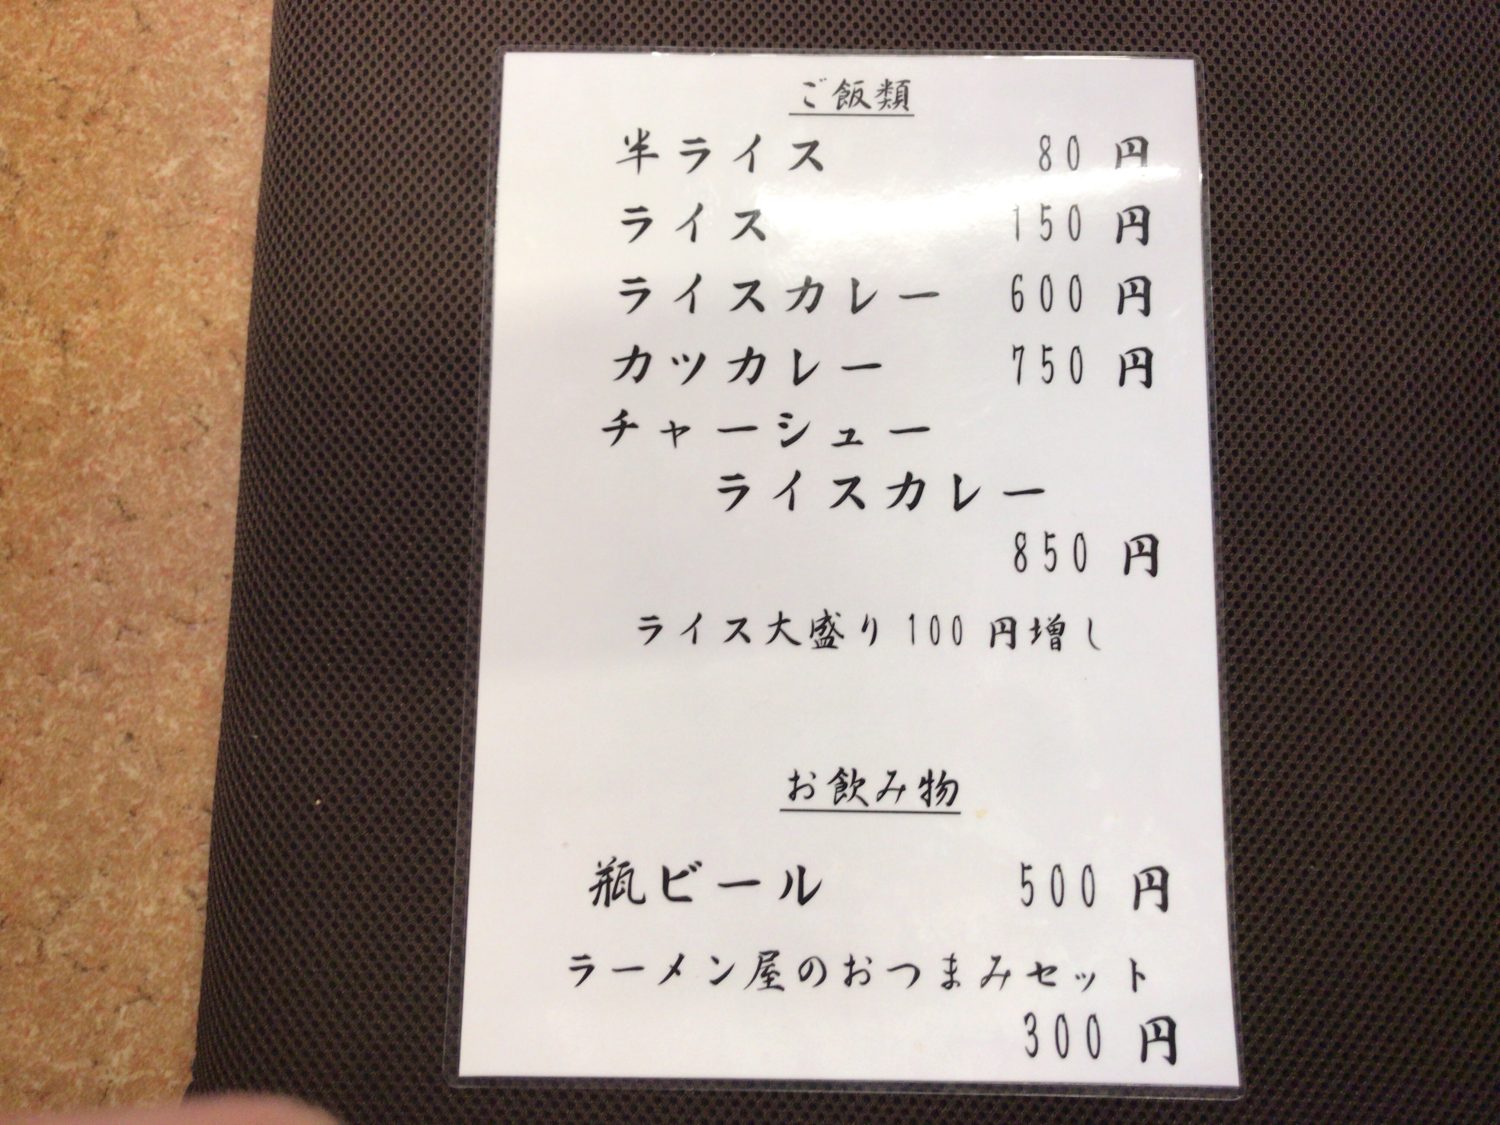 ご飯類
半ライス 80 円
ライス 150 円
ライスカレー 600 円
カツカレー 750 円
チャーシュー
ライスカレー
850 円
ライス大盛り 100 円増し
お飲み物
瓶ビール 500 円
ラーメン屋のおつまみセット
300 円